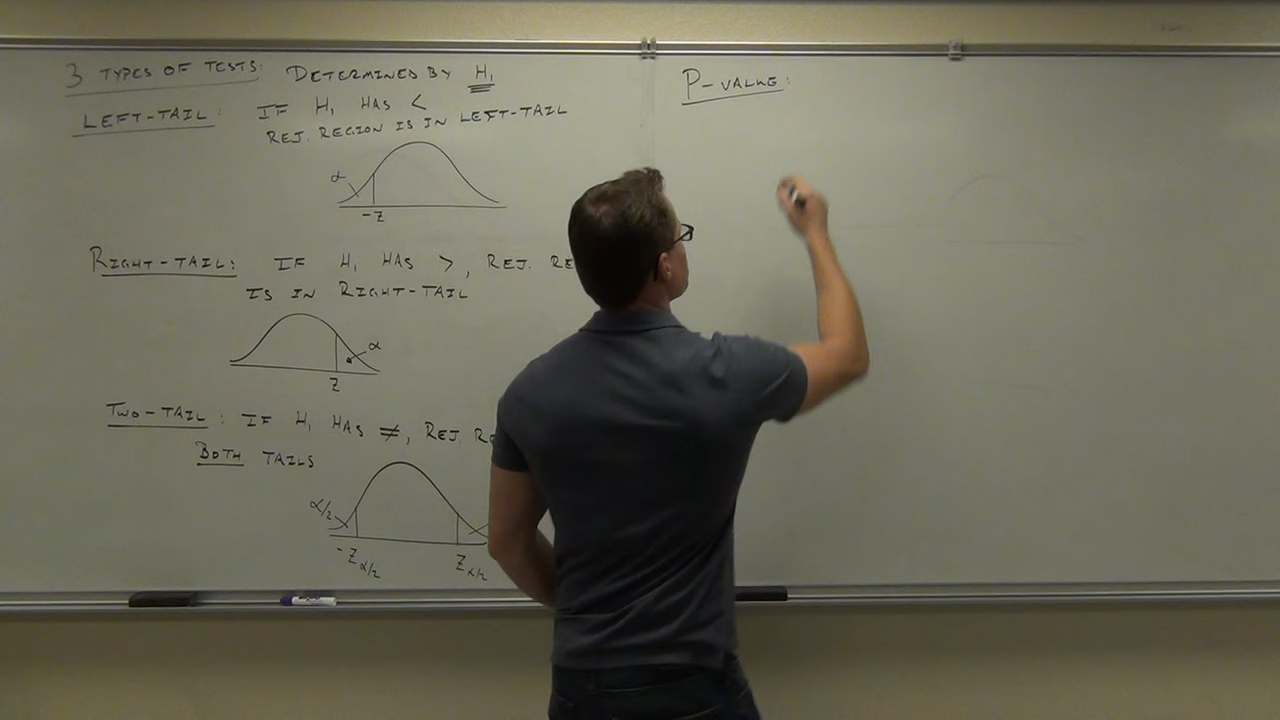 3 TYPES OF TESTS: DETERMINED BY H₁
LEFT-TAIL: IF H₁ HAS <
REJ. REGION IS IN LEFT-TAIL
α
-Z
RIGHT-TAIL: IF H₁ HAS >, REJ. RE
IS IN RIGHT-TAIL
α
Z
TWO-TAIL: IF H₁ HAS ≠, REJ. RE
BOTH TAILS
α/2
-Z α/2
Z α/2
P-VALUE: